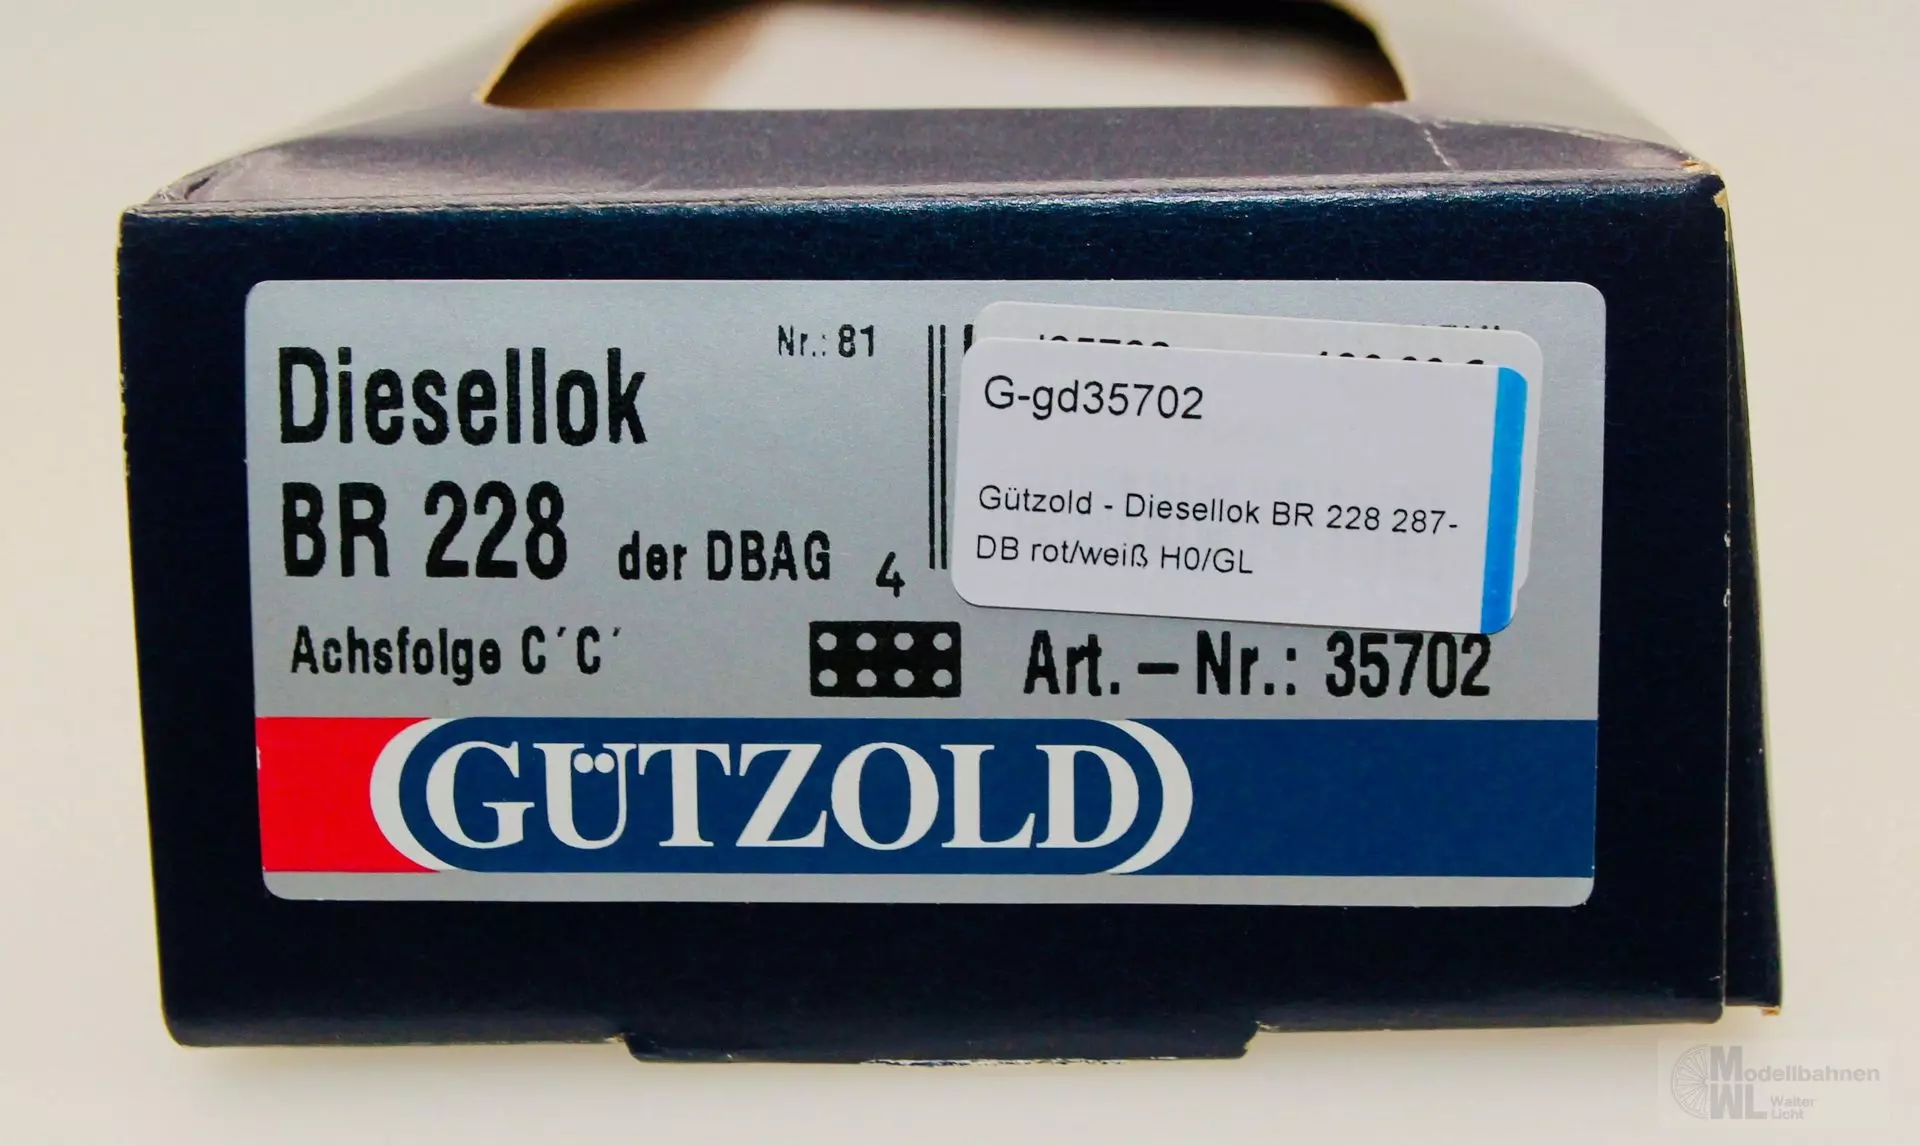 Nr.: 81
Diesellok
BR 228 der DBAG 4
Achsfolge C´C´
G-gd35702
Gützold - Diesellok BR 228 287-
DB rot/weiß H0/GL
Art. – Nr.: 35702
GÜTZOLD
Modellbahnen
WL Walter
Licht